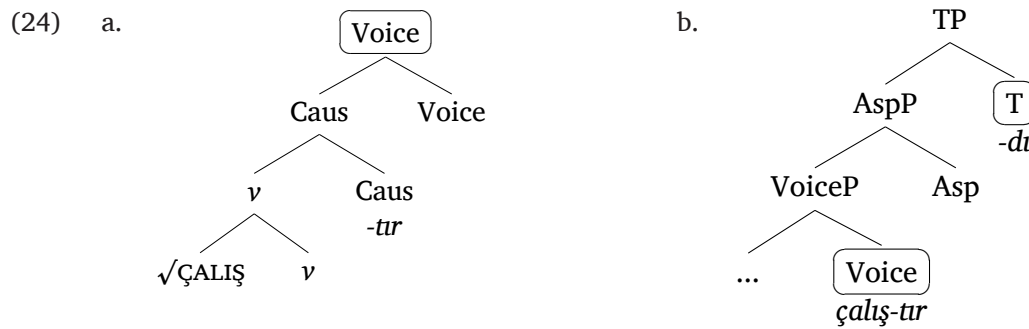 (24) a. Voice b. TP
Caus Voice AspP T
-dı
v Caus VoiceP Asp
-tır
√ÇALIŞ v ... Voice
çalış-tır